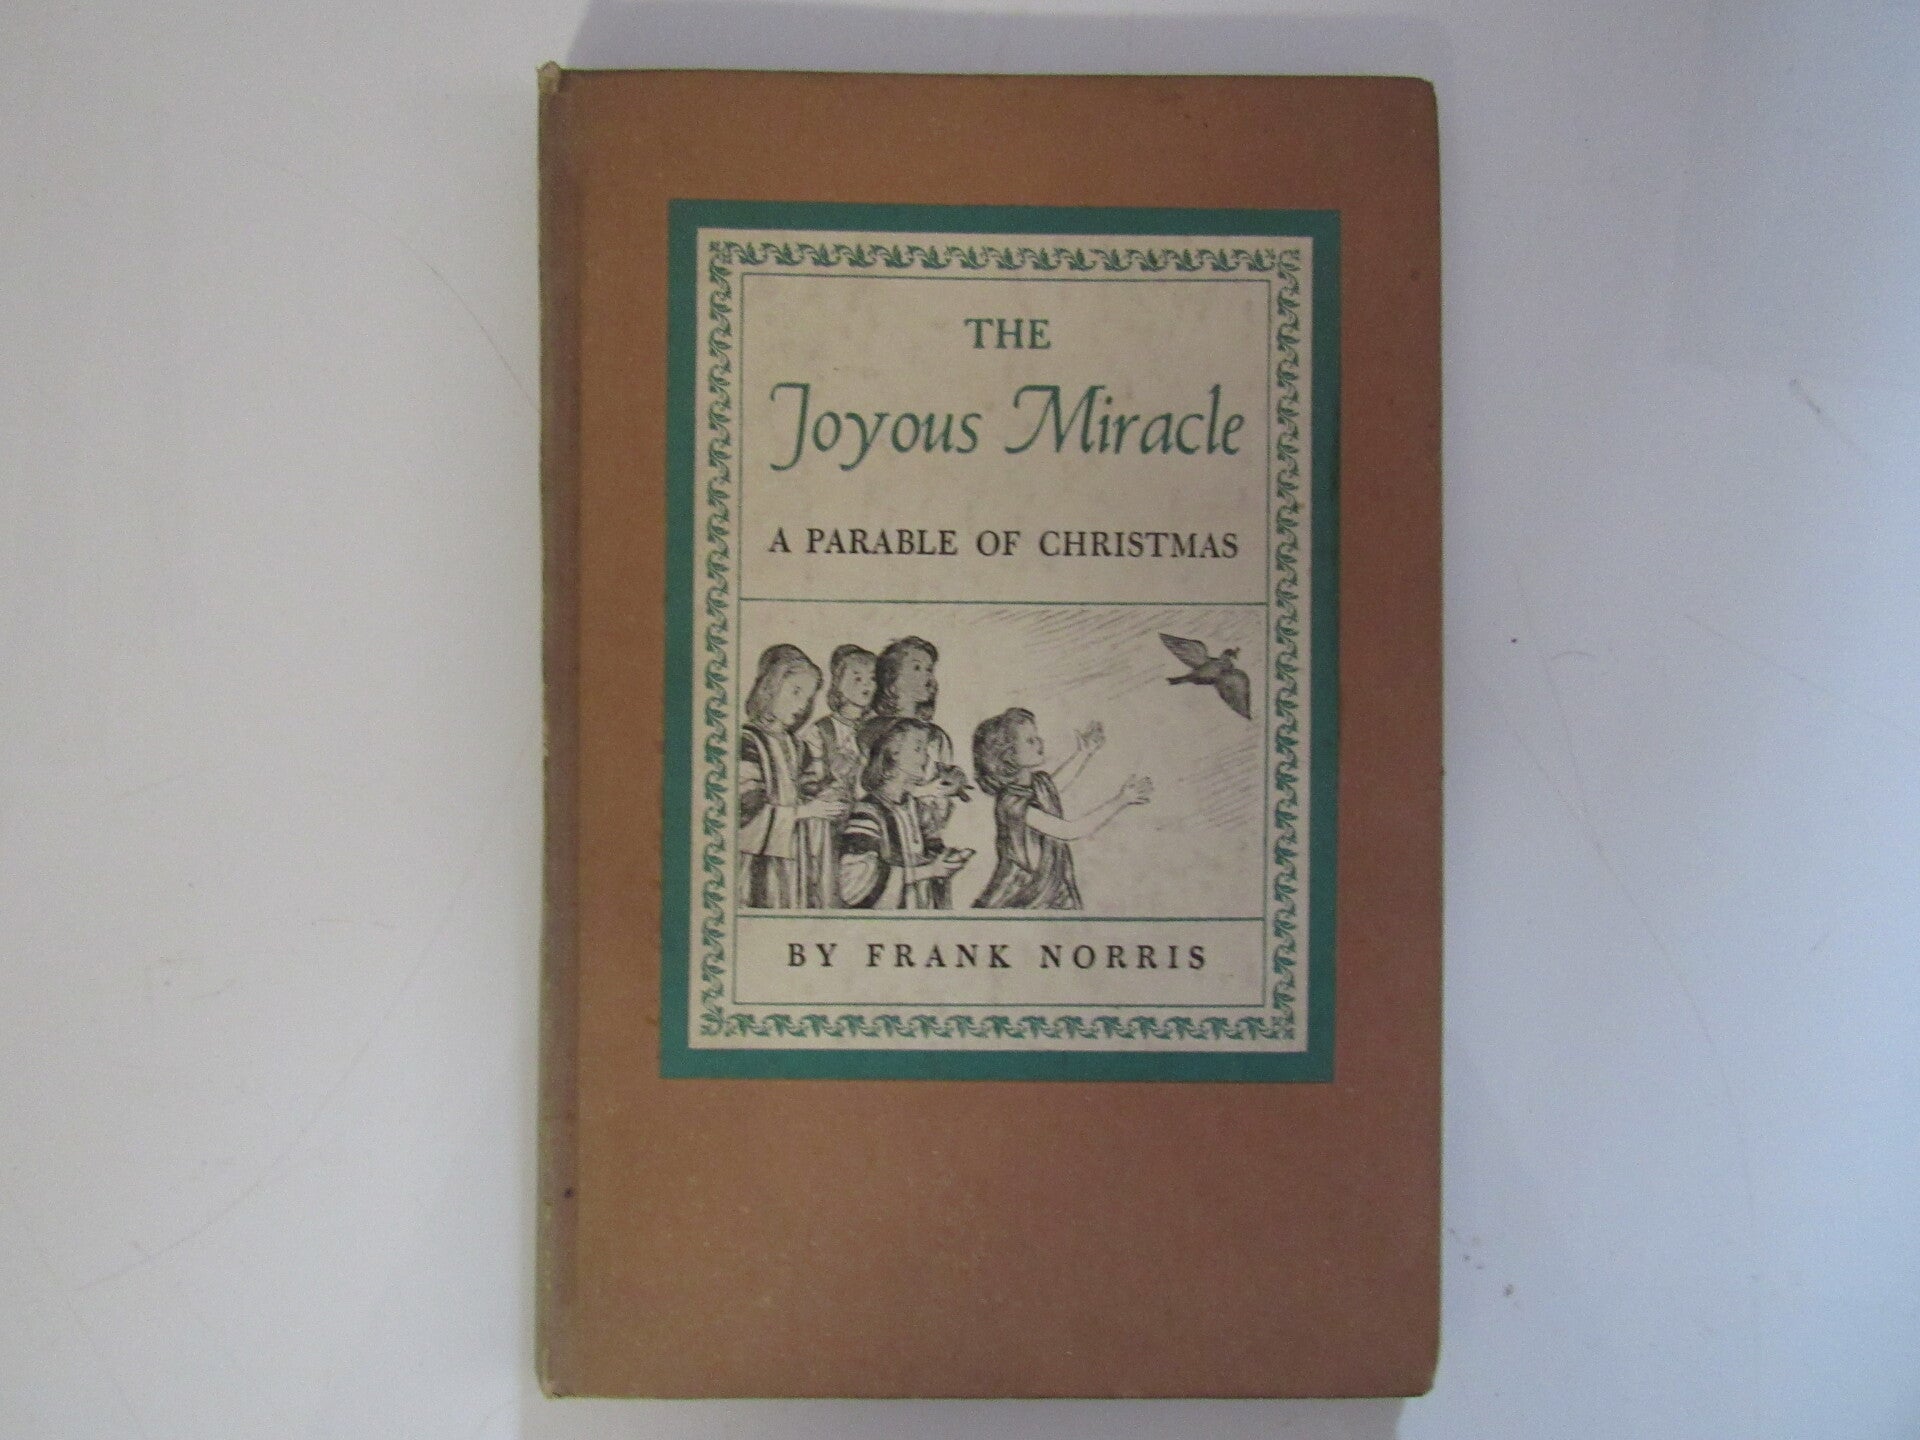 THE
Joyous Miracle
A PARABLE OF CHRISTMAS
BY FRANK NORRIS